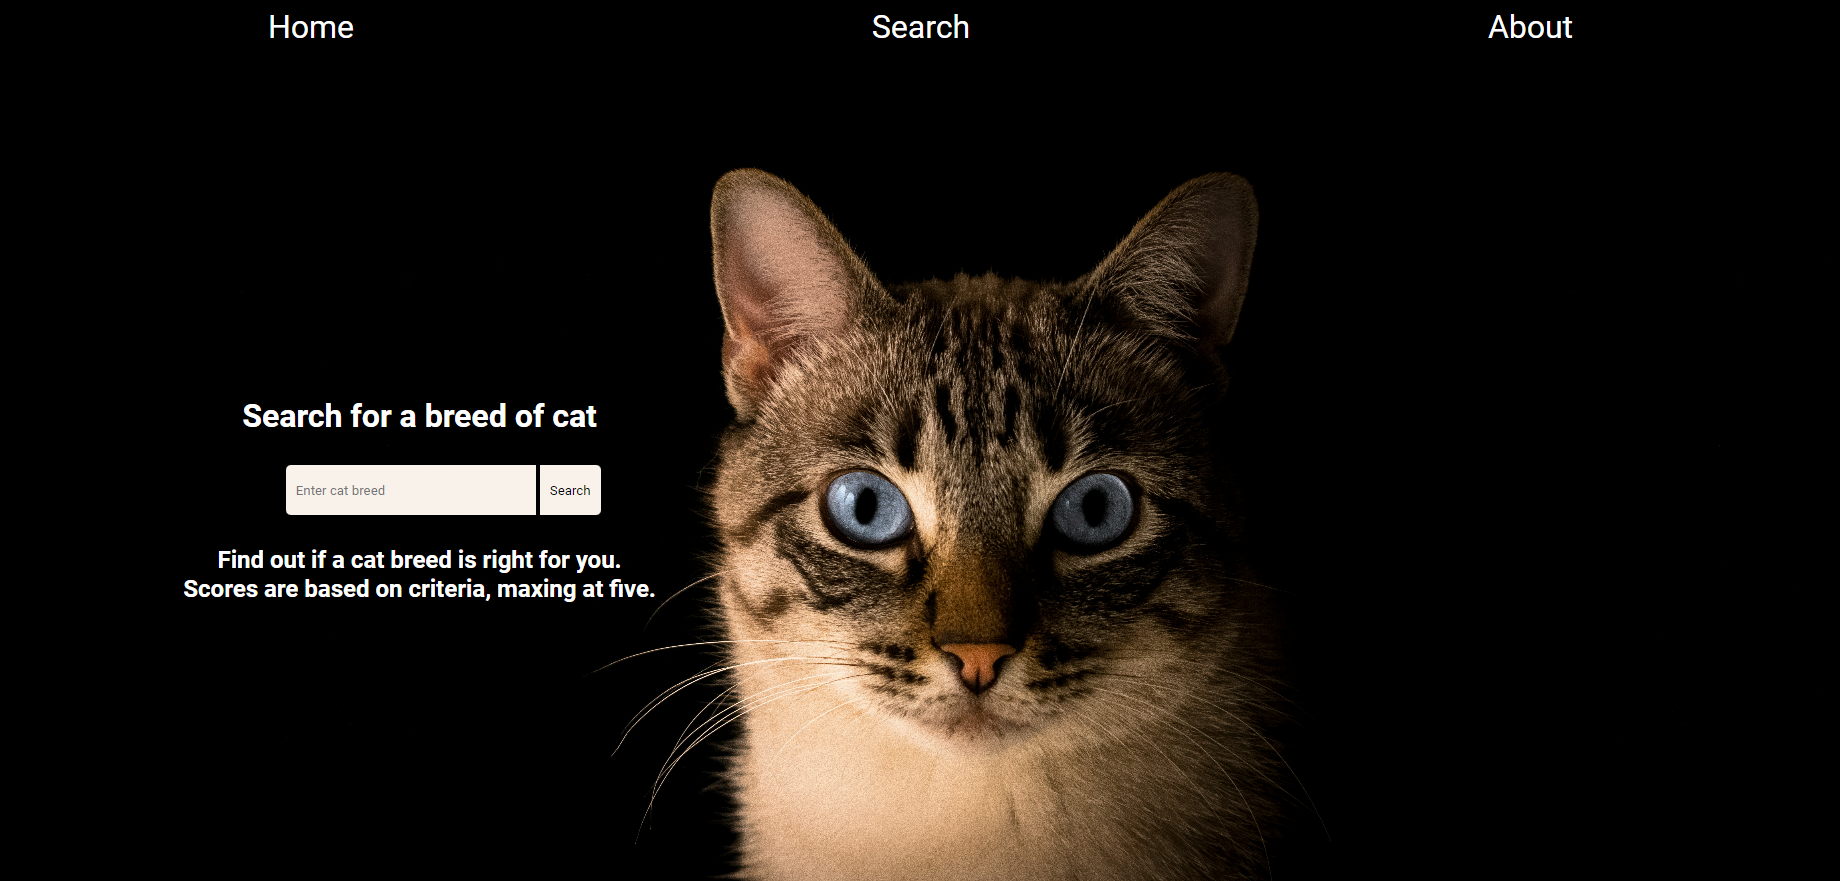 Home Search About
Search for a breed of cat
Enter cat breed Search
Find out if a cat breed is right for you.
Scores are based on criteria, maxing at five.